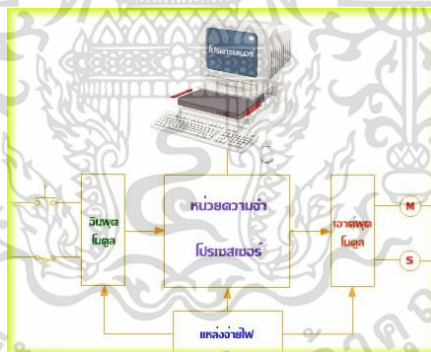 โปรแกรมเมอร์
หน่วยความจำ
โปรเซสเซอร์
อินพุต
โมดูล
เอาต์พุต
โมดูล
M
S
แหล่งจ่ายไฟ